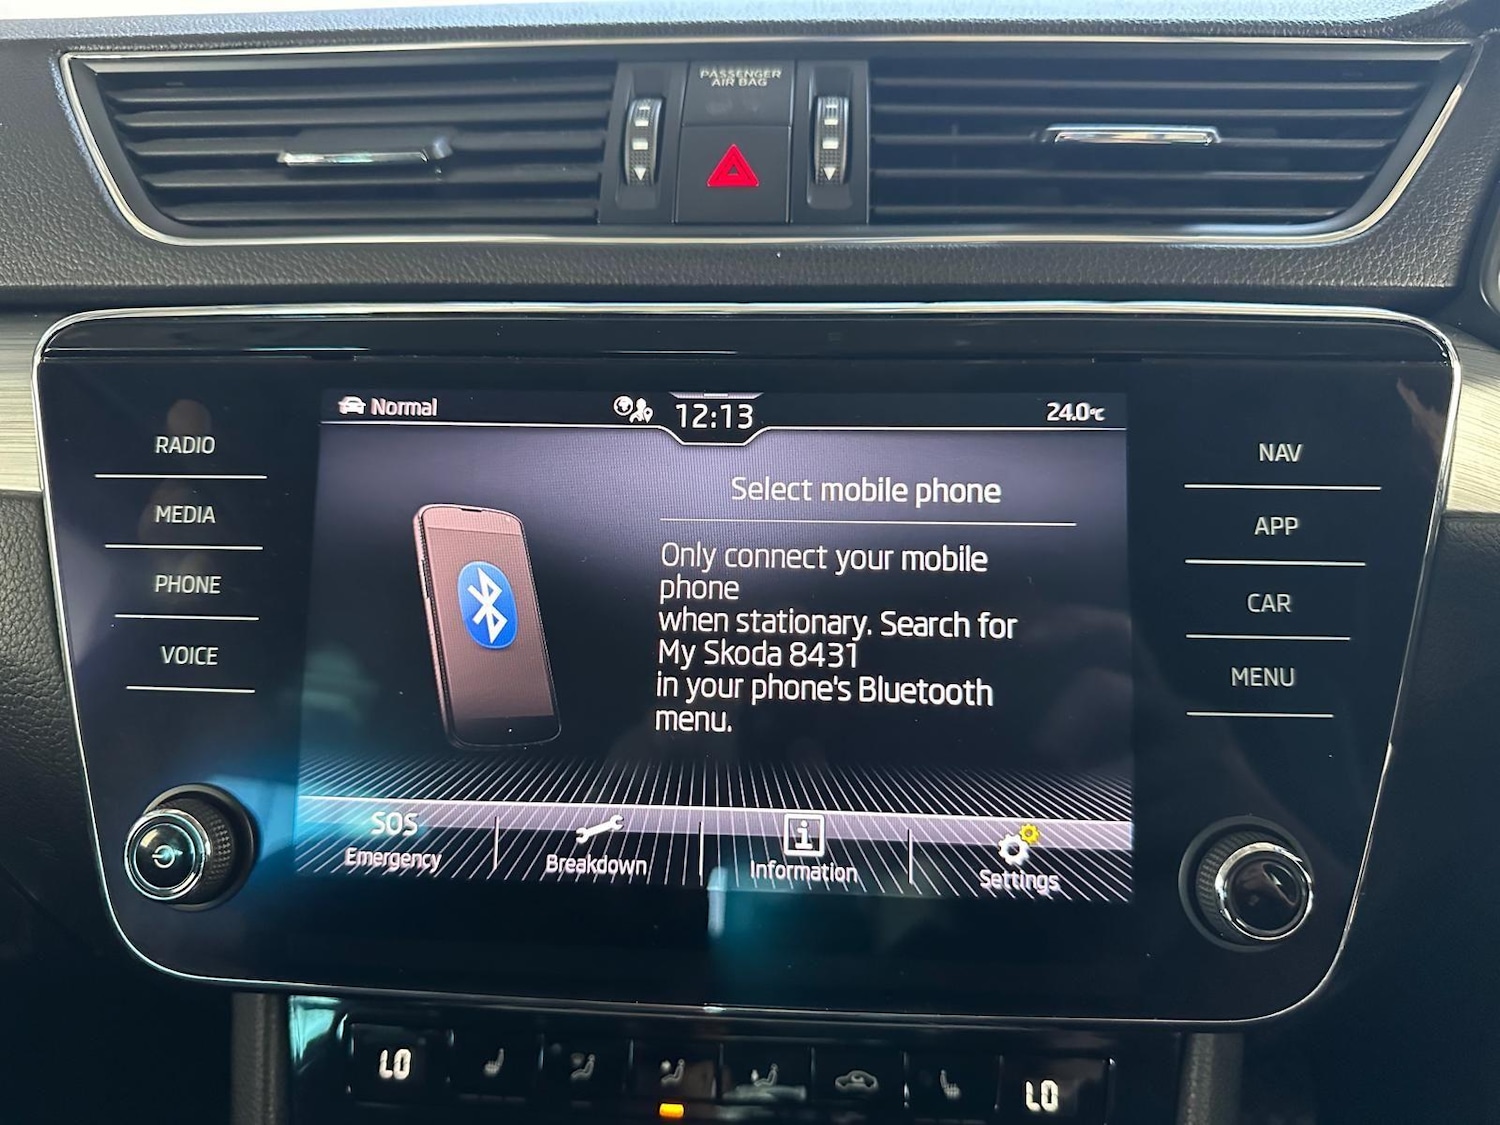 PASSENGER
AIR BAG
Normal
12:13
24.0°C
RADIO
MEDIA
PHONE
VOICE
NAV
APP
CAR
MENU
Select mobile phone
Only connect your mobile
phone
when stationary. Search for
My Skoda 8431
in your phone's Bluetooth
menu.
SOS
Emergency
Breakdown
Information
Settings
LO
LO